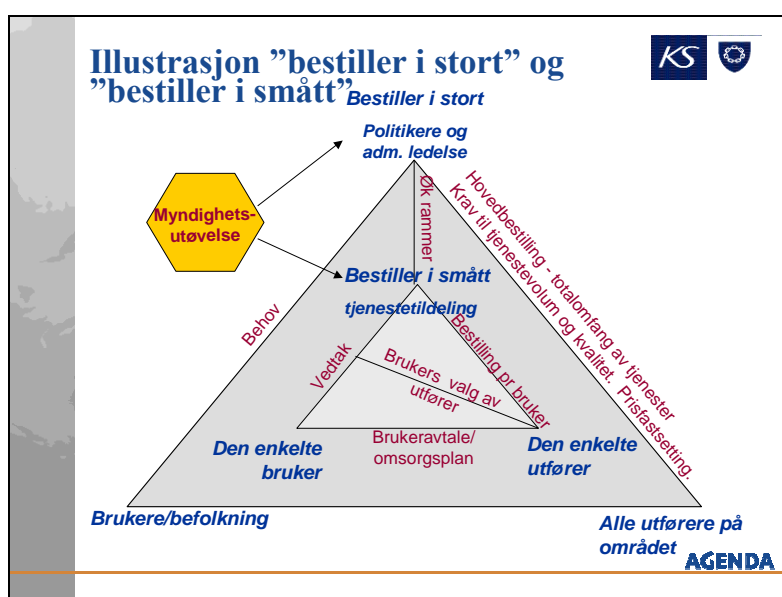 Illustrasjon ”bestiller i stort” og
”bestiller i smått”
KS
Bestiller i stort
Politikere og
adm. ledelse
Myndighets-
utøvelse
Øk rammer
Hovedbestilling - totalomfang av tjenester
Krav til tjenestevolum og kvalitet. Prisfastsetting.
Behov
Bestiller i smått
tjenestetildeling
Vedtak
Bestilling pr bruker
Brukers valg av
utfører
Den enkelte
bruker
Brukeravtale/
omsorgsplan
Den enkelte
utfører
Brukere/befolkning
Alle utførere på
området
AGENDA